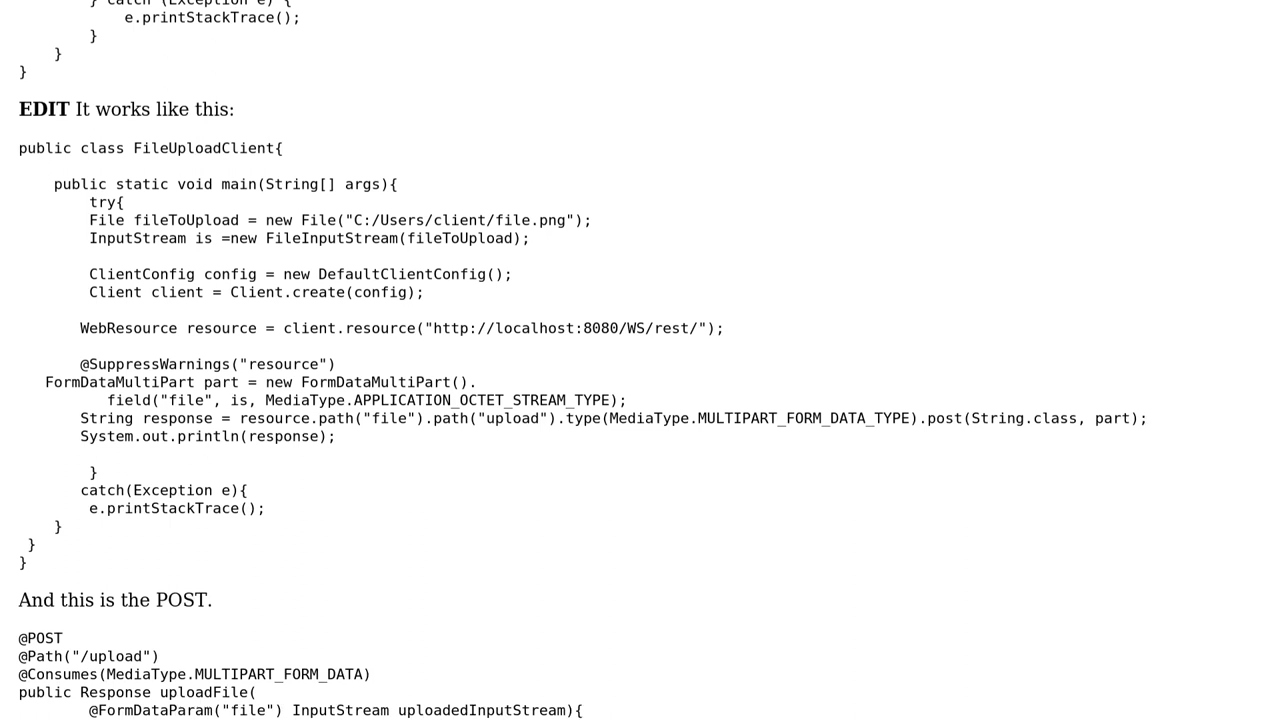 } catch (Exception e) {
            e.printStackTrace();
        }
    }
}
EDIT It works like this:
public class FileUploadClient{
    public static void main(String[] args){
        try{
        File fileToUpload = new File("C:/Users/client/file.png");
        InputStream is =new FileInputStream(fileToUpload);
        ClientConfig config = new DefaultClientConfig();
        Client client = Client.create(config);
       WebResource resource = client.resource("http://localhost:8080/WS/rest/");
       @SuppressWarnings("resource")
   FormDataMultiPart part = new FormDataMultiPart().
          field("file", is, MediaType.APPLICATION_OCTET_STREAM_TYPE);
       String response = resource.path("file").path("upload").type(MediaType.MULTIPART_FORM_DATA_TYPE).post(String.class, part);
       System.out.println(response);
        }
       catch(Exception e){
        e.printStackTrace();
    }
 }
}
And this is the POST.
@POST
@Path("/upload")
@Consumes(MediaType.MULTIPART_FORM_DATA)
public Response uploadFile(
        @FormDataParam("file") InputStream uploadedInputStream){